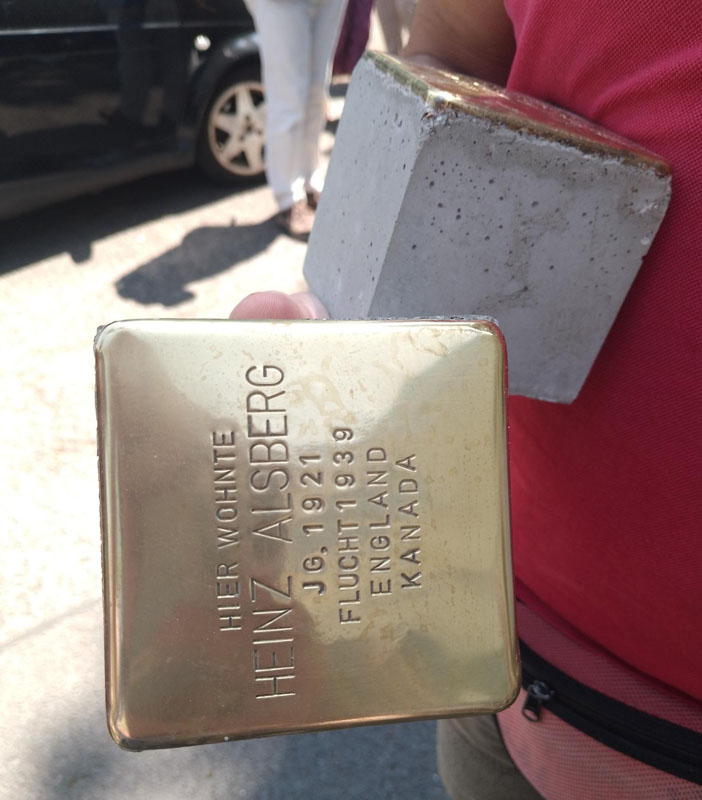 HIER WOHNTE
HEINZ ALSBERG
JG. 1921
FLUCHT 1939
ENGLAND
KANADA